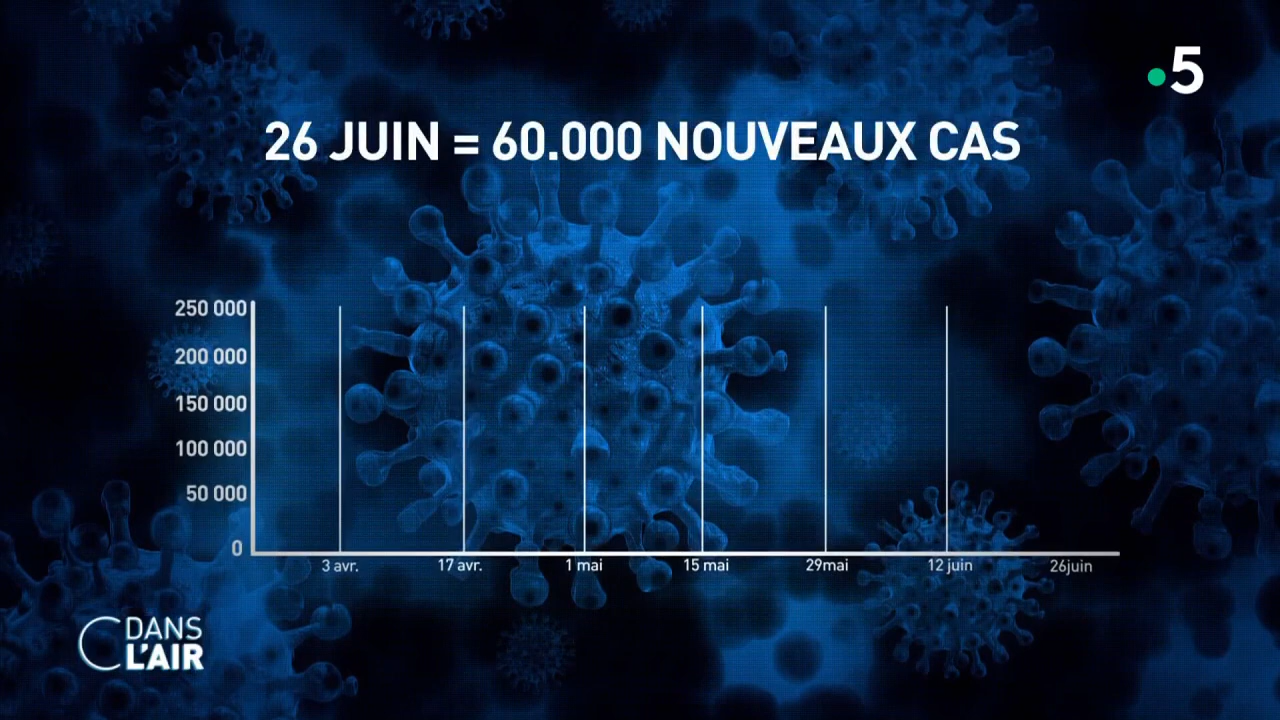 5
26 JUIN = 60.000 NOUVEAUX CAS
250 000
200 000
150 000
100 000
50 000
0
3 avr. 17 avr. 1 mai 15 mai 29mai 12 juin 26juin
C DANS
L'AIR